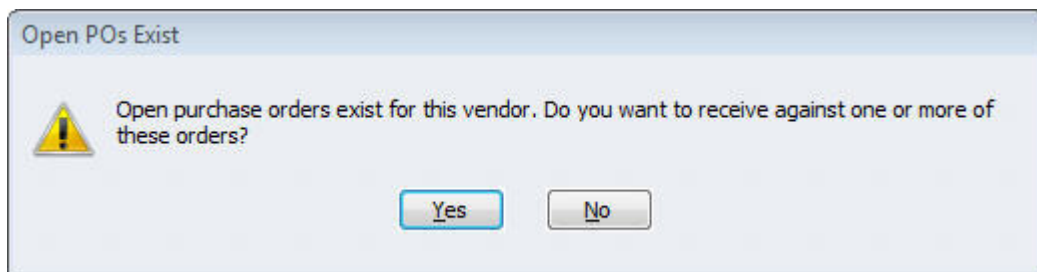 Open POs Exist
Open purchase orders exist for this vendor. Do you want to receive against one or more of
these orders?
Yes
No